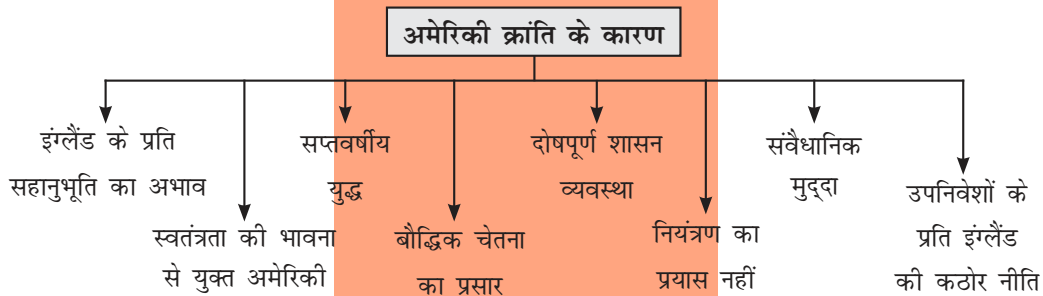 अमेरिकी क्रांति के कारण
इंग्लैंड के प्रति
सहानुभूति का अभाव
स्वतंत्रता की भावना
से युक्त अमेरिकी
सप्तवर्षीय
युद्ध
बौद्धिक चेतना
का प्रसार
दोषपूर्ण शासन
व्यवस्था
नियंत्रण का
प्रयास नहीं
संवैधानिक
मुद्दा
उपनिवेशों के
प्रति इंग्लैंड
की कठोर नीति